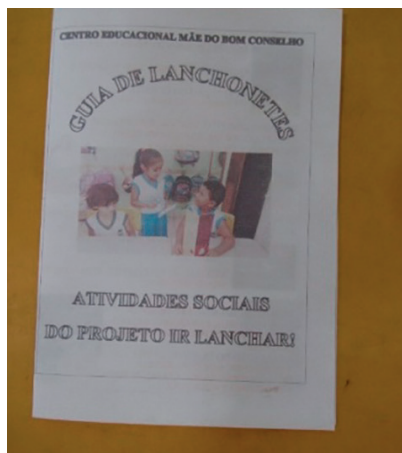 CENTRO EDUCACIONAL MÃE DO BOM CONSELHO
GUIA DE LANCHONETES
ATIVIDADES SOCIAIS
DO PROJETO IR LANCHAR!